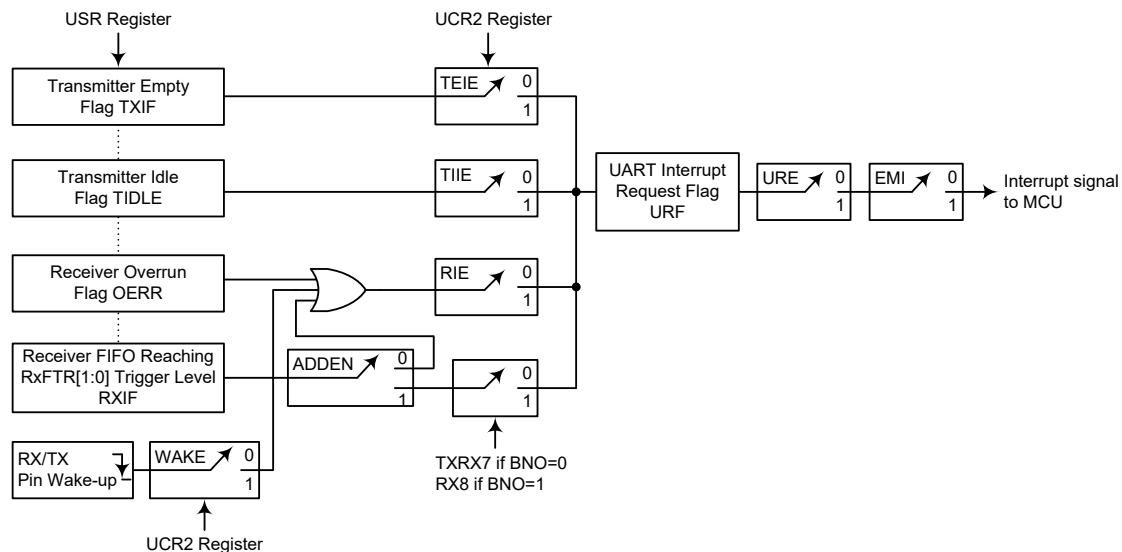 USR Register
UCR2 Register
Transmitter Empty
Flag TXIF
TEIE
0
1
Transmitter Idle
Flag TIDLE
TIIE
0
1
UART Interrupt
Request Flag
URF
URE
0
1
EMI
0
1
Interrupt signal
to MCU
Receiver Overrun
Flag OERR
RIE
0
1
Receiver FIFO Reaching
RxFTR[1:0] Trigger Level
RXIF
ADDEN
0
1
0
1
RX/TX
Pin Wake-up
WAKE
0
1
TXRX7 if BNO=0
RX8 if BNO=1
UCR2 Register